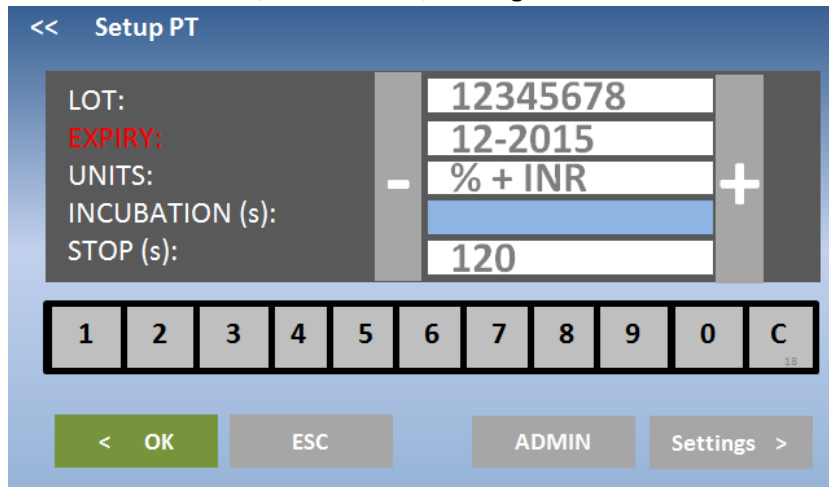 << Setup PT
LOT: 12345678
EXPIRY: 12-2015
UNITS: - % + INR +
INCUBATION (s):
STOP (s): 120
1 2 3 4 5 6 7 8 9 0 C
18
< OK ESC ADMIN Settings >